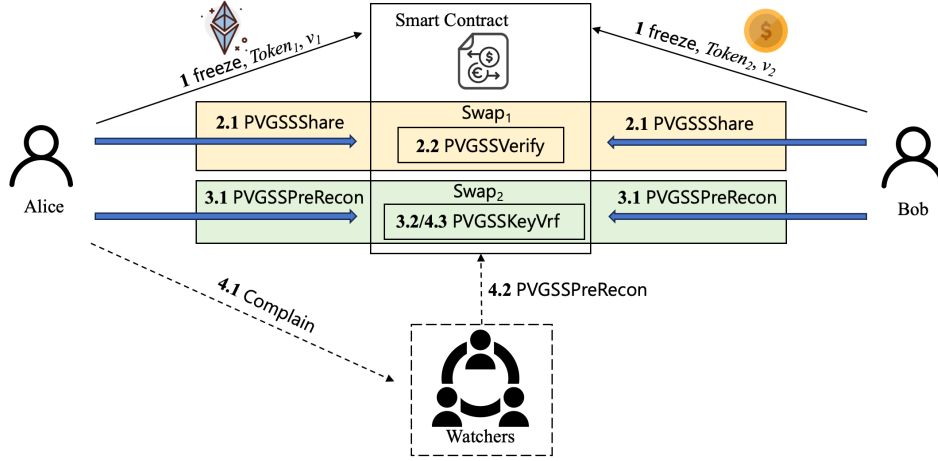 Smart Contract
$
€
$
1 freeze, Token₁, v₁
1 freeze, Token₂, v₂
Swap₁
2.1 PVGSSShare
2.1 PVGSSShare
2.2 PVGSSVerify
Swap₂
3.1 PVGSSPreRecon
3.1 PVGSSPreRecon
3.2/4.3 PVGSSKeyVrf
Alice
Bob
4.1 Complain
4.2 PVGSSPreRecon
Watchers